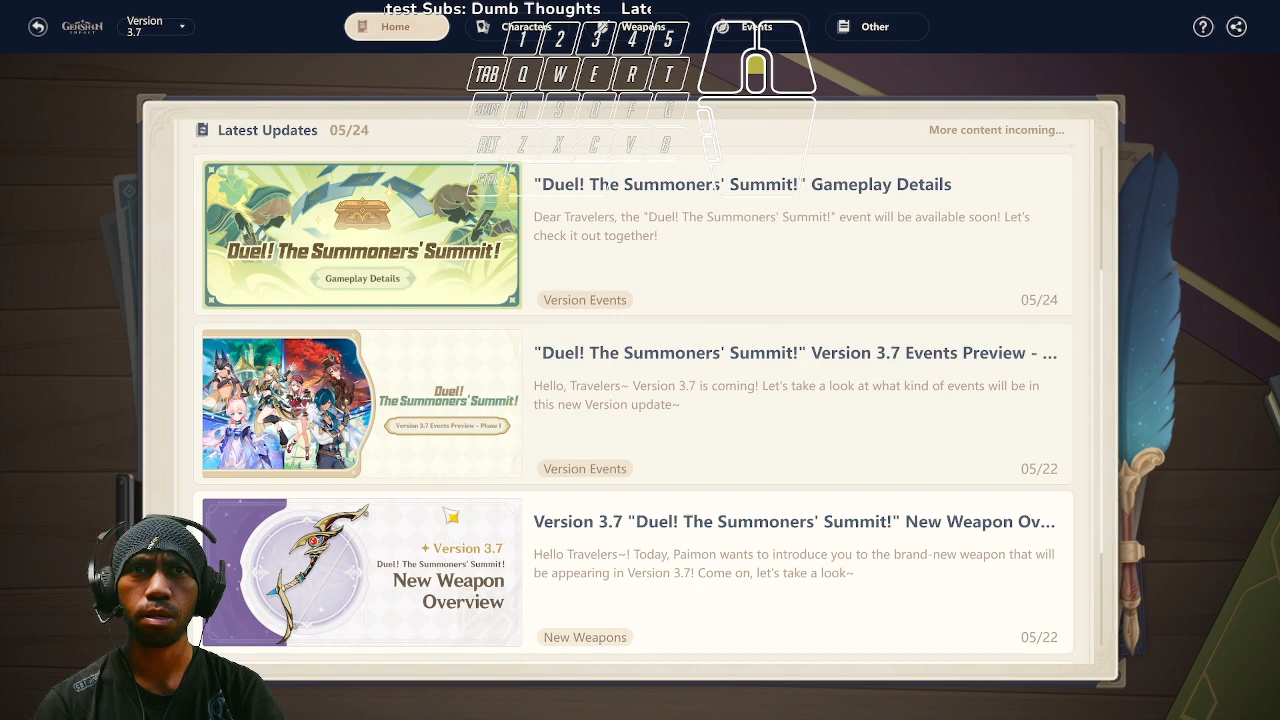 test Subs: Dumb Thoughts Late
GENSHIN
IMPACT
Version
3.7
Home
Characters
Weapons
Events
Other
1 2 3 4 5
TAB Q W E R T
SHIFT A S D F G
ALT Z X C V B
CTRL
Latest Updates 05/24
More content incoming...
Duel! The Summoners' Summit!
Gameplay Details
"Duel! The Summoners' Summit!" Gameplay Details
Dear Travelers, the "Duel! The Summoners' Summit!" event will be available soon! Let's
check it out together!
Version Events
05/24
Duel!
The Summoners' Summit!
Version 3.7 Events Preview - Phase I
"Duel! The Summoners' Summit!" Version 3.7 Events Preview - ...
Hello, Travelers~ Version 3.7 is coming! Let's take a look at what kind of events will be in
this new Version update~
Version Events
05/22
Version 3.7
Duel! The Summoners' Summit!
New Weapon
Overview
Version 3.7 "Duel! The Summoners' Summit!" New Weapon Ov...
Hello Travelers~! Today, Paimon wants to introduce you to the brand-new weapon that will
be appearing in Version 3.7! Come on, let's take a look~
New Weapons
05/22